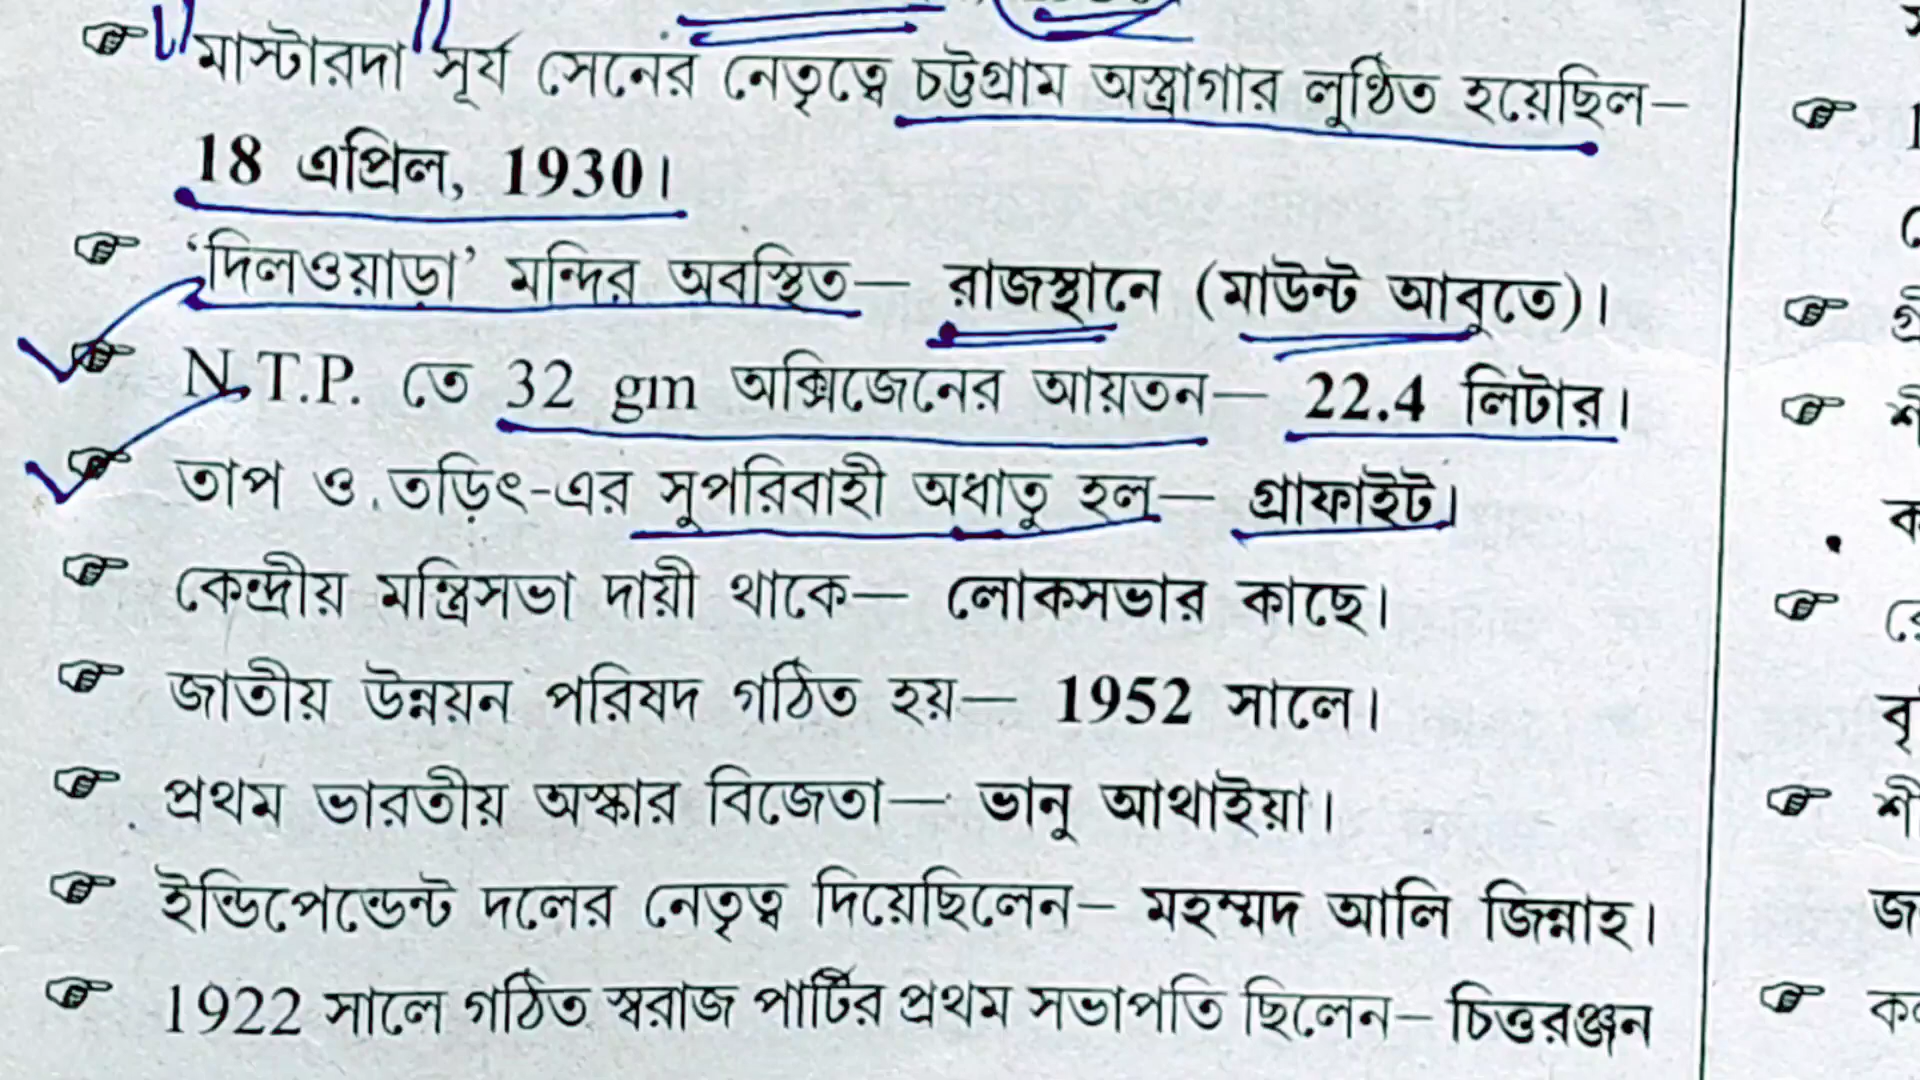 মাস্টারদা সূর্য সেনের নেতৃত্বে চট্টগ্রাম অস্ত্রাগার লুণ্ঠিত হয়েছিল—
18 এপ্রিল, 1930।
‘দিলওয়াড়া’ মন্দির অবস্থিত— রাজস্থানে (মাউন্ট আবুতে)।
N.T.P. তে 32 gm অক্সিজেনের আয়তন— 22.4 লিটার।
তাপ ও তড়িৎ-এর সুপরিবাহী অধাতু হল— গ্রাফাইট।
কেন্দ্রীয় মন্ত্রিসভা দায়ী থাকে— লোকসভার কাছে।
জাতীয় উন্নয়ন পরিষদ গঠিত হয়— 1952 সালে।
প্রথম ভারতীয় অস্কার বিজেতা— ভানু আথাইয়া।
ইন্ডিপেন্ডেন্ট দলের নেতৃত্ব দিয়েছিলেন— মহম্মদ আলি জিন্নাহ।
1922 সালে গঠিত স্বরাজ পার্টির প্রথম সভাপতি ছিলেন— চিত্তরঞ্জন